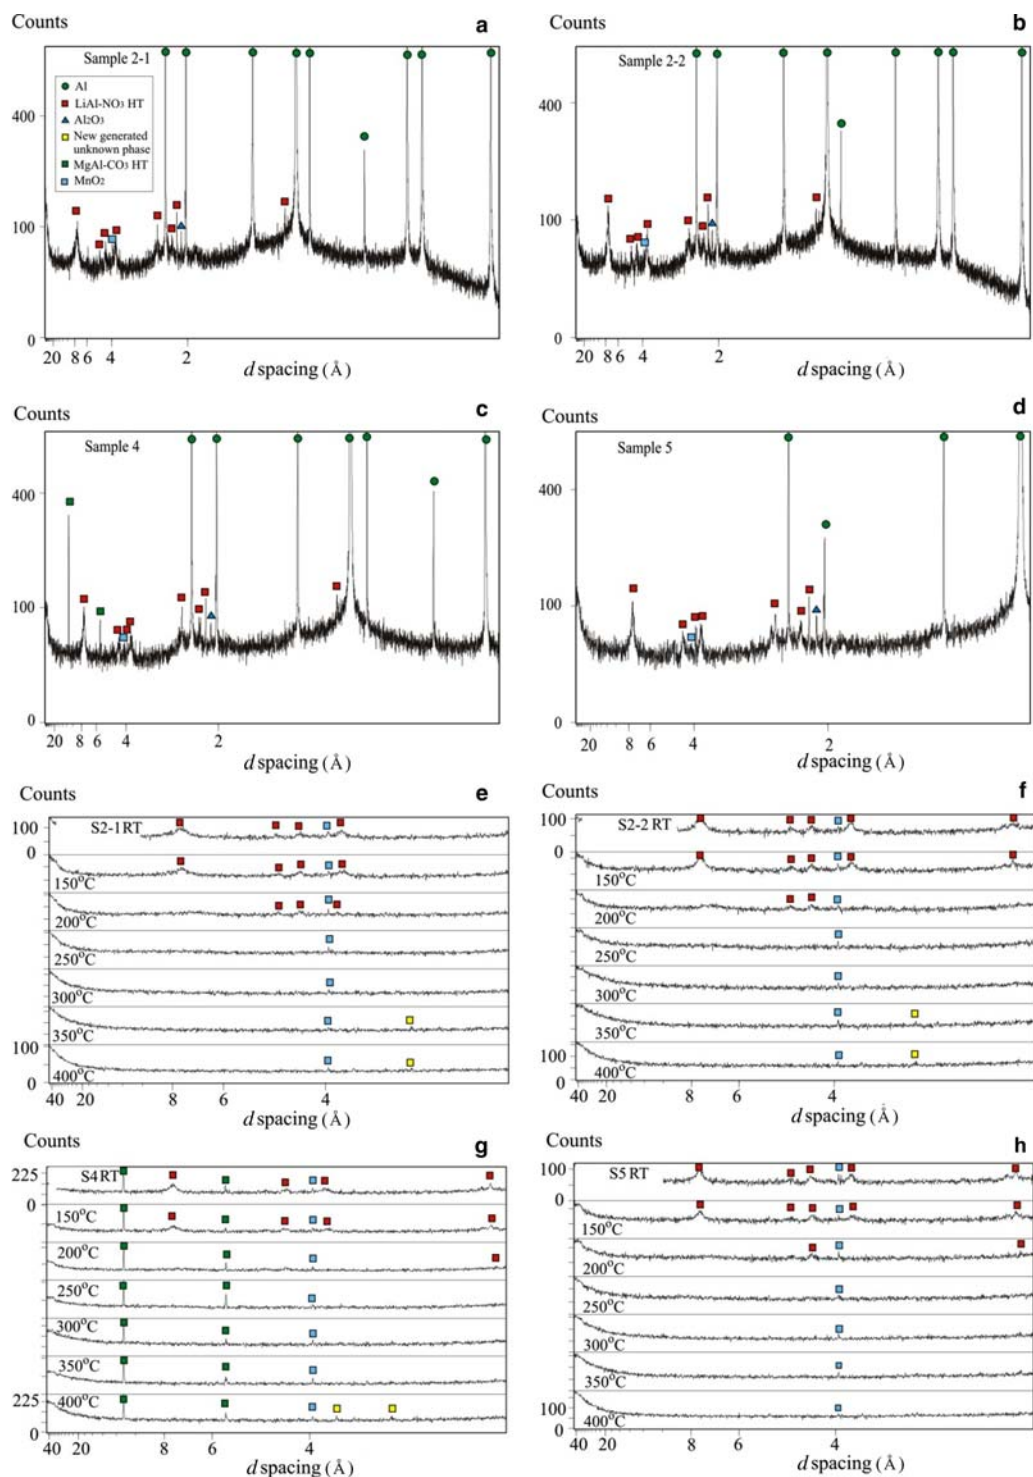 Counts
a
Sample 2-1
Al
LiAl-NO3 HT
Al2O3
New generated
unknown phase
MgAl-CO3 HT
MnO2
400
100
0
20 8 6 4 2
d spacing (Å)
Counts
b
Sample 2-2
400
100
0
20 8 6 4 2
d spacing (Å)
Counts
c
Sample 4
400
100
0
20 8 6 4 2
d spacing (Å)
Counts
d
Sample 5
400
100
0
20 8 6 4 2
d spacing (Å)
Counts
e
100
0
S2-1RT
150°C
200°C
250°C
300°C
350°C
100
0
400°C
40 20 8 6 4
d spacing (Å)
Counts
f
100
0
S2-2 RT
150°C
200°C
250°C
300°C
350°C
100
0
400°C
40 20 8 6 4
d spacing (Å)
Counts
g
225
0
S4 RT
150°C
200°C
250°C
300°C
350°C
225
0
400°C
40 20 8 6 4
d spacing (Å)
Counts
h
100
0
S5 RT
150°C
200°C
250°C
300°C
350°C
100
0
400°C
40 20 8 6 4
d spacing (Å)